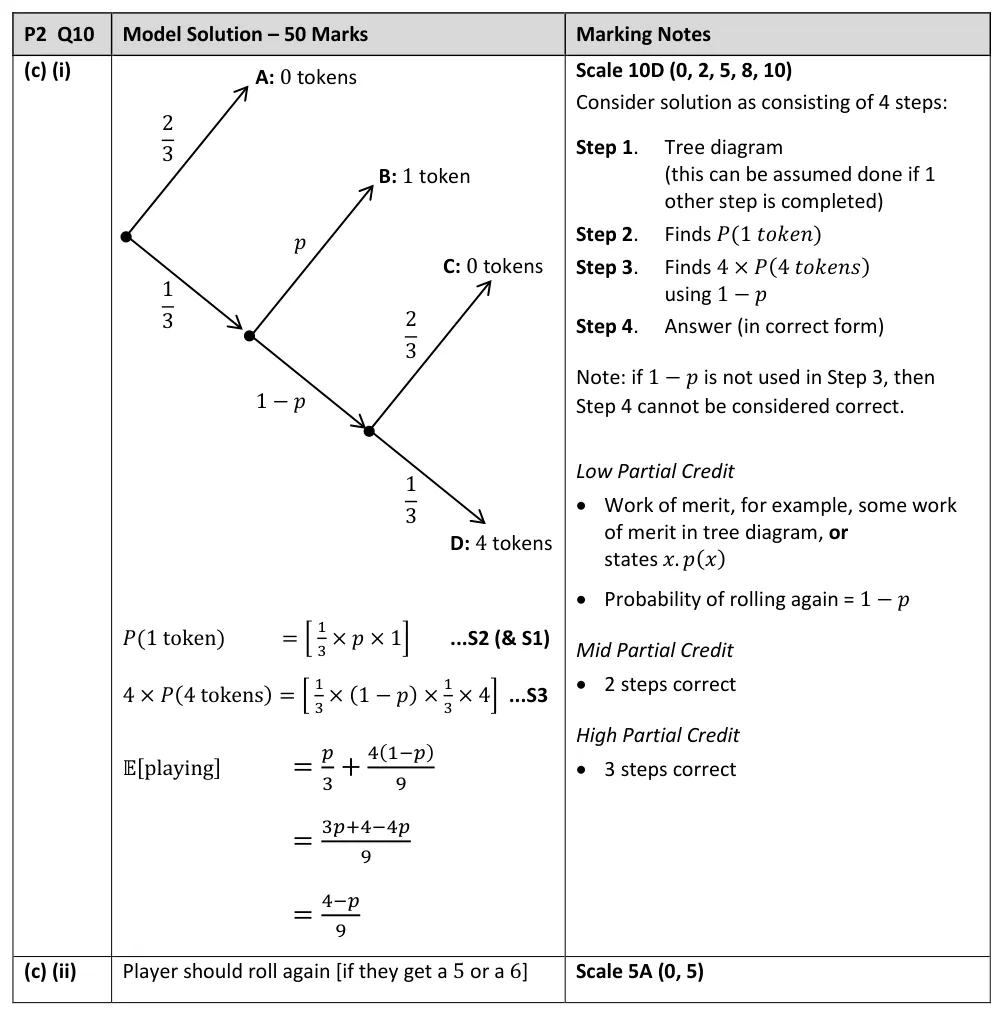 P2 Q10 Model Solution – 50 Marks Marking Notes
(c) (i)
A: 0 tokens
2/3
B: 1 token
p
C: 0 tokens
1/3
2/3
1 − p
1/3
D: 4 tokens
P(1 token) = [1/3 × p × 1] ...S2 (& S1)
4 × P(4 tokens) = [1/3 × (1 − p) × 1/3 × 4] ...S3
𝔼[playing] = p/3 + 4(1−p)/9
= 3p+4−4p/9
= 4−p/9
Scale 10D (0, 2, 5, 8, 10)
Consider solution as consisting of 4 steps:
Step 1. Tree diagram
(this can be assumed done if 1
other step is completed)
Step 2. Finds P(1 token)
Step 3. Finds 4 × P(4 tokens)
using 1 − p
Step 4. Answer (in correct form)
Note: if 1 − p is not used in Step 3, then
Step 4 cannot be considered correct.
Low Partial Credit
• Work of merit, for example, some work
of merit in tree diagram, or
states x. p(x)
• Probability of rolling again = 1 − p
Mid Partial Credit
• 2 steps correct
High Partial Credit
• 3 steps correct
(c) (ii) Player should roll again [if they get a 5 or a 6] Scale 5A (0, 5)